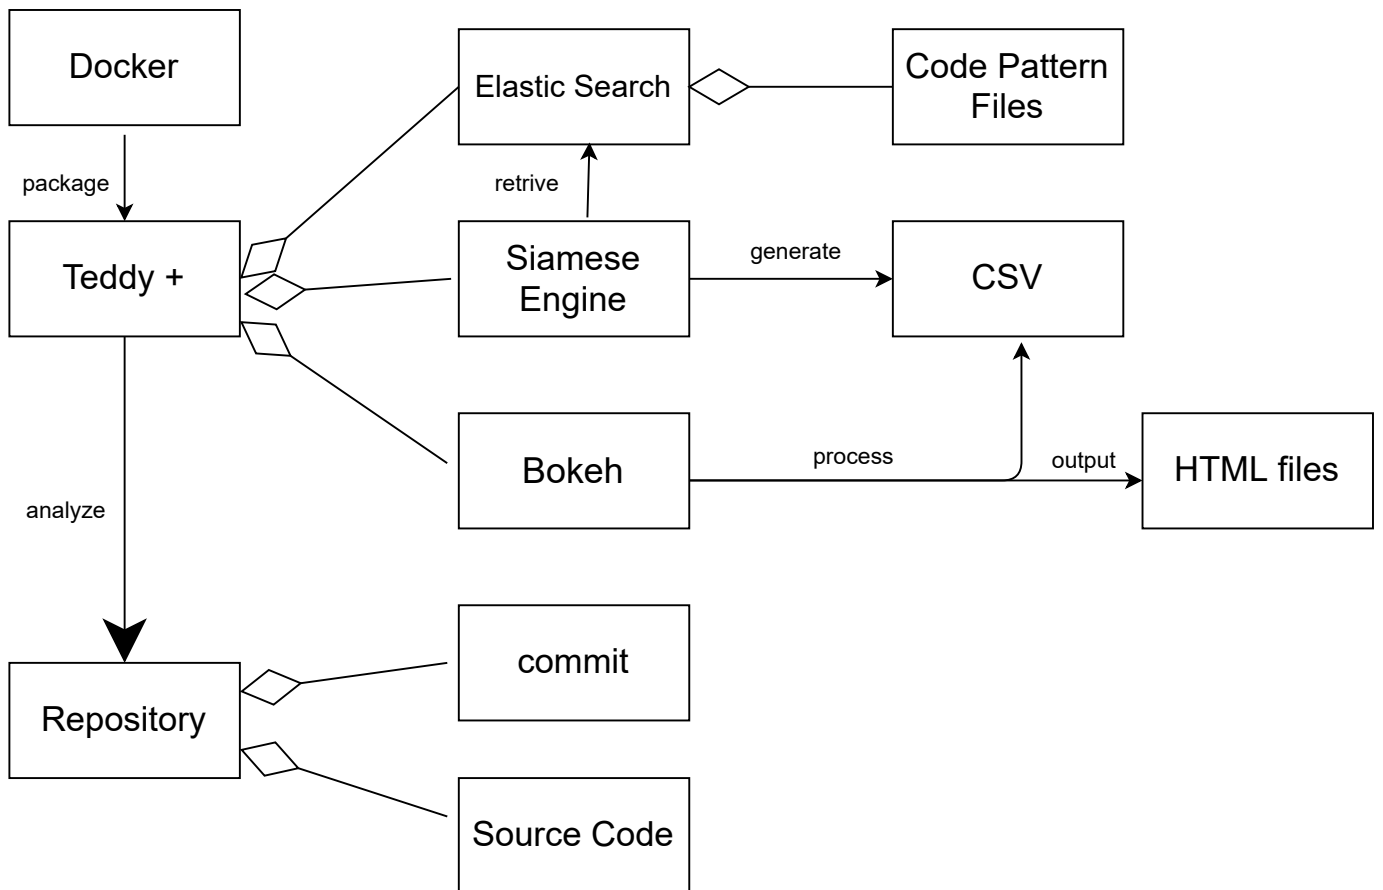 Docker
Elastic Search
Code Pattern
Files
package
retrive
Teddy +
Siamese
Engine
generate
CSV
Bokeh
process
output
HTML files
analyze
commit
Repository
Source Code